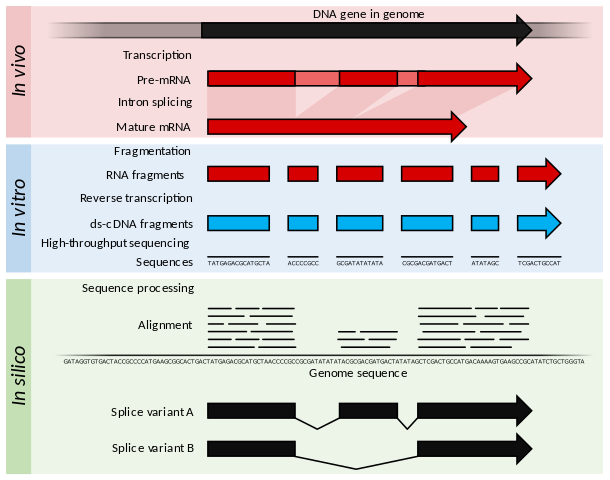 In vivo
DNA gene in genome
Transcription
Pre-mRNA
Intron splicing
Mature mRNA
In vitro
Fragmentation
RNA fragments
Reverse transcription
ds-cDNA fragments
High-throughput sequencing
Sequences TATGAGACGCATGCTA ACCCCGCC GCGATATATATA CGCGACGATGACT ATATAGC TCGACTGCCAT
In silico
Sequence processing
Alignment
GATAGGTGTGACTACCGCCCCATGAAGCGGCACTGACTATGAGACGCATGCTAACCCCGCCGCGATATATATACGCGACGATGACTATATAGCTCGACTGCCATGACAAAAGTGAAGCCGCATATCTGCTGGGTA
Genome sequence
Splice variant A
Splice variant B